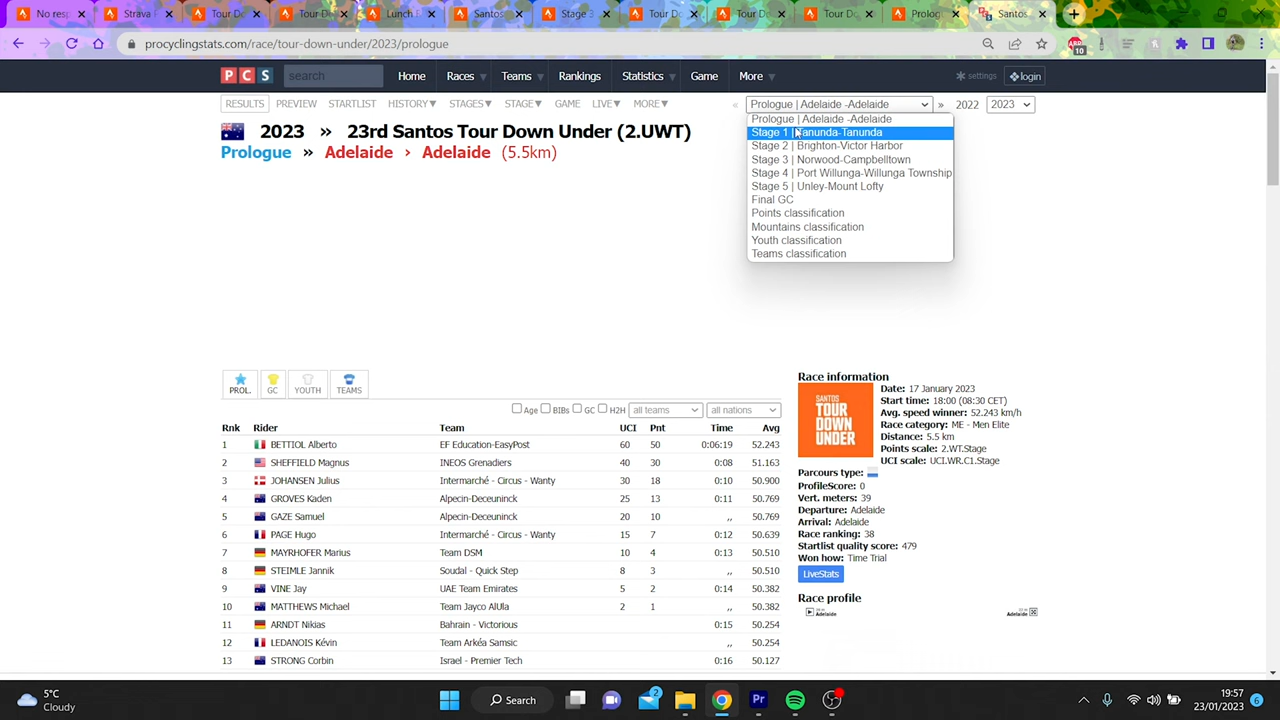 No resp
Strava F
Tour Do
Tour Do
Lunch E
Santos
Stage 3
Tour Do
Tour Do
Tour Do
Prolog
Santos
procyclingstats.com/race/tour-down-under/2023/prologue
10
P C S search Home Races Teams Rankings Statistics Game More settings login
RESULTS PREVIEW STARTLIST HISTORY▼ STAGES▼ STAGE▼ GAME LIVE▼ MORE▼ « Prologue | Adelaide -Adelaide » 2022 2023
Prologue | Adelaide -Adelaide
Stage 1 | Tanunda-Tanunda
Stage 2 | Brighton-Victor Harbor
Stage 3 | Norwood-Campbelltown
Stage 4 | Port Willunga-Willunga Township
Stage 5 | Unley-Mount Lofty
Final GC
Points classification
Mountains classification
Youth classification
Teams classification
2023 » 23rd Santos Tour Down Under (2.UWT)
Prologue » Adelaide › Adelaide (5.5km)
PROL. GC YOUTH TEAMS
Age BIBs GC H2H all teams all nations
Rnk Rider Team UCI Pnt Time Avg
1 BETTIOL Alberto EF Education-EasyPost 60 50 0:06:19 52.243
2 SHEFFIELD Magnus INEOS Grenadiers 40 30 0:08 51.163
3 JOHANSEN Julius Intermarché - Circus - Wanty 30 18 0:10 50.900
4 GROVES Kaden Alpecin-Deceuninck 25 13 0:11 50.769
5 GAZE Samuel Alpecin-Deceuninck 20 10 ,, 50.769
6 PAGE Hugo Intermarché - Circus - Wanty 15 7 0:12 50.639
7 MAYRHOFER Marius Team DSM 10 4 0:13 50.510
8 STEIMLE Jannik Soudal - Quick Step 8 3 ,, 50.510
9 VINE Jay UAE Team Emirates 5 2 0:14 50.382
10 MATTHEWS Michael Team Jayco AlUla 2 1 ,, 50.382
11 ARNDT Nikias Bahrain - Victorious 0:15 50.254
12 LEDANOIS Kévin Team Arkéa Samsic ,, 50.254
13 STRONG Corbin Israel - Premier Tech 0:16 50.127
Race information
SANTOS
TOUR
DOWN
UNDER
Date: 17 January 2023
Start time: 18:00 (08:30 CET)
Avg. speed winner: 52.243 km/h
Race category: ME - Men Elite
Distance: 5.5 km
Points scale: 2.WT.Stage
UCI scale: UCI.WR.C1.Stage
Parcours type:
ProfileScore: 0
Vert. meters: 39
Departure: Adelaide
Arrival: Adelaide
Race ranking: 38
Startlist quality score: 479
Won how: Time Trial
LiveStats
Race profile
Adelaide Adelaide
5°C
Cloudy
Search
2
Pr
19:57
23/01/2023
6